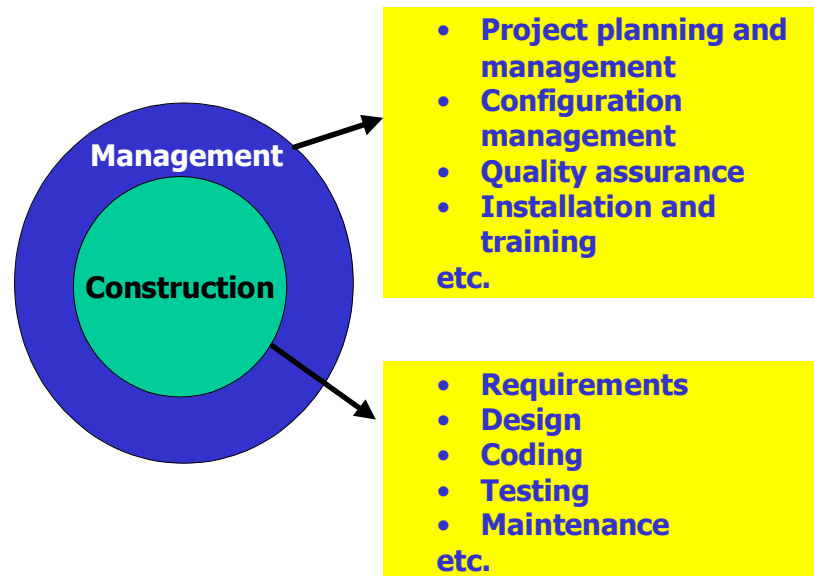 Management
Construction
• Project planning and
management
• Configuration
management
• Quality assurance
• Installation and
training
etc.
• Requirements
• Design
• Coding
• Testing
• Maintenance
etc.